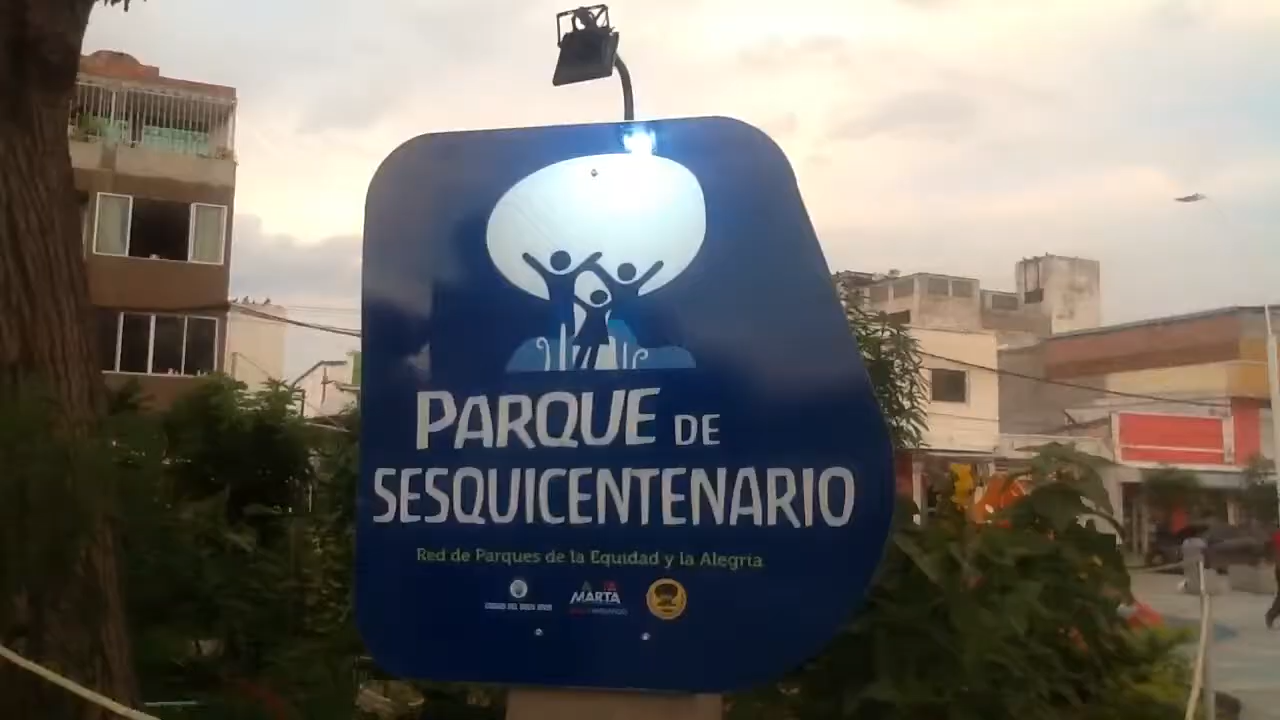 PARQUE DE
SESQUICENTENARIO
Red de Parques de la Equidad y la Alegría
MARTA